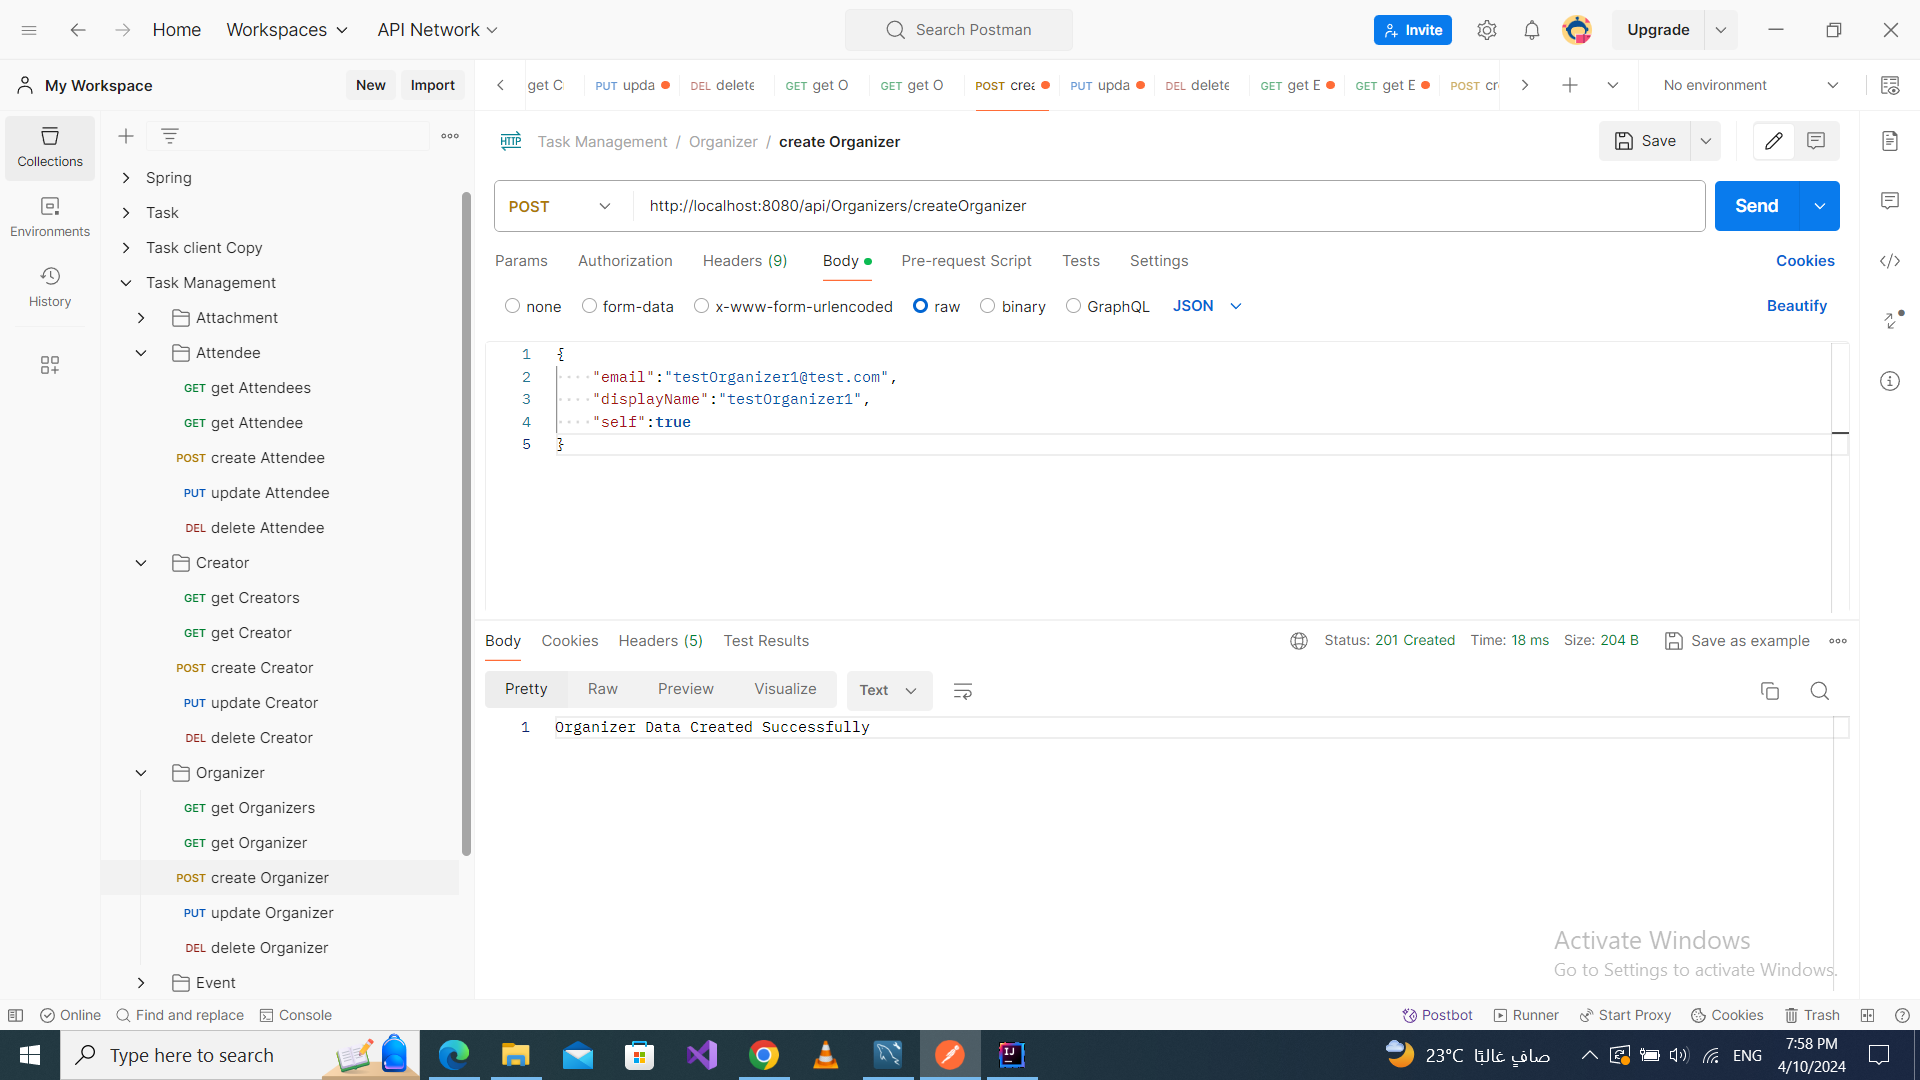 Home
Workspaces
API Network
Search Postman
Invite
Upgrade
My Workspace
New
Import
get C
PUT upda
DEL delete
GET get O
GET get O
POST crea
PUT upda
DEL delete
GET get E
GET get E
POST cr
No environment
Collections
Environments
History
Spring
Task
Task client Copy
Task Management
Attachment
Attendee
GET get Attendees
GET get Attendee
POST create Attendee
PUT update Attendee
DEL delete Attendee
Creator
GET get Creators
GET get Creator
POST create Creator
PUT update Creator
DEL delete Creator
Organizer
GET get Organizers
GET get Organizer
POST create Organizer
PUT update Organizer
DEL delete Organizer
Event
HTTP Task Management / Organizer / create Organizer
Save
POST http://localhost:8080/api/Organizers/createOrganizer
Send
Params Authorization Headers (9) Body Pre-request Script Tests Settings Cookies
none form-data x-www-form-urlencoded raw binary GraphQL JSON Beautify
1 {
2 "email":"testOrganizer1@test.com",
3 "displayName":"testOrganizer1",
4 "self":true
5 }
Body Cookies Headers (5) Test Results
Status: 201 Created Time: 18 ms Size: 204 B Save as example
Pretty Raw Preview Visualize Text
1 Organizer Data Created Successfully
Activate Windows
Go to Settings to activate Windows.
Online Find and replace Console
Postbot Runner Start Proxy Cookies Trash
Type here to search
IJ
23°C صافٍ غالبًا
ENG
7:58 PM
4/10/2024